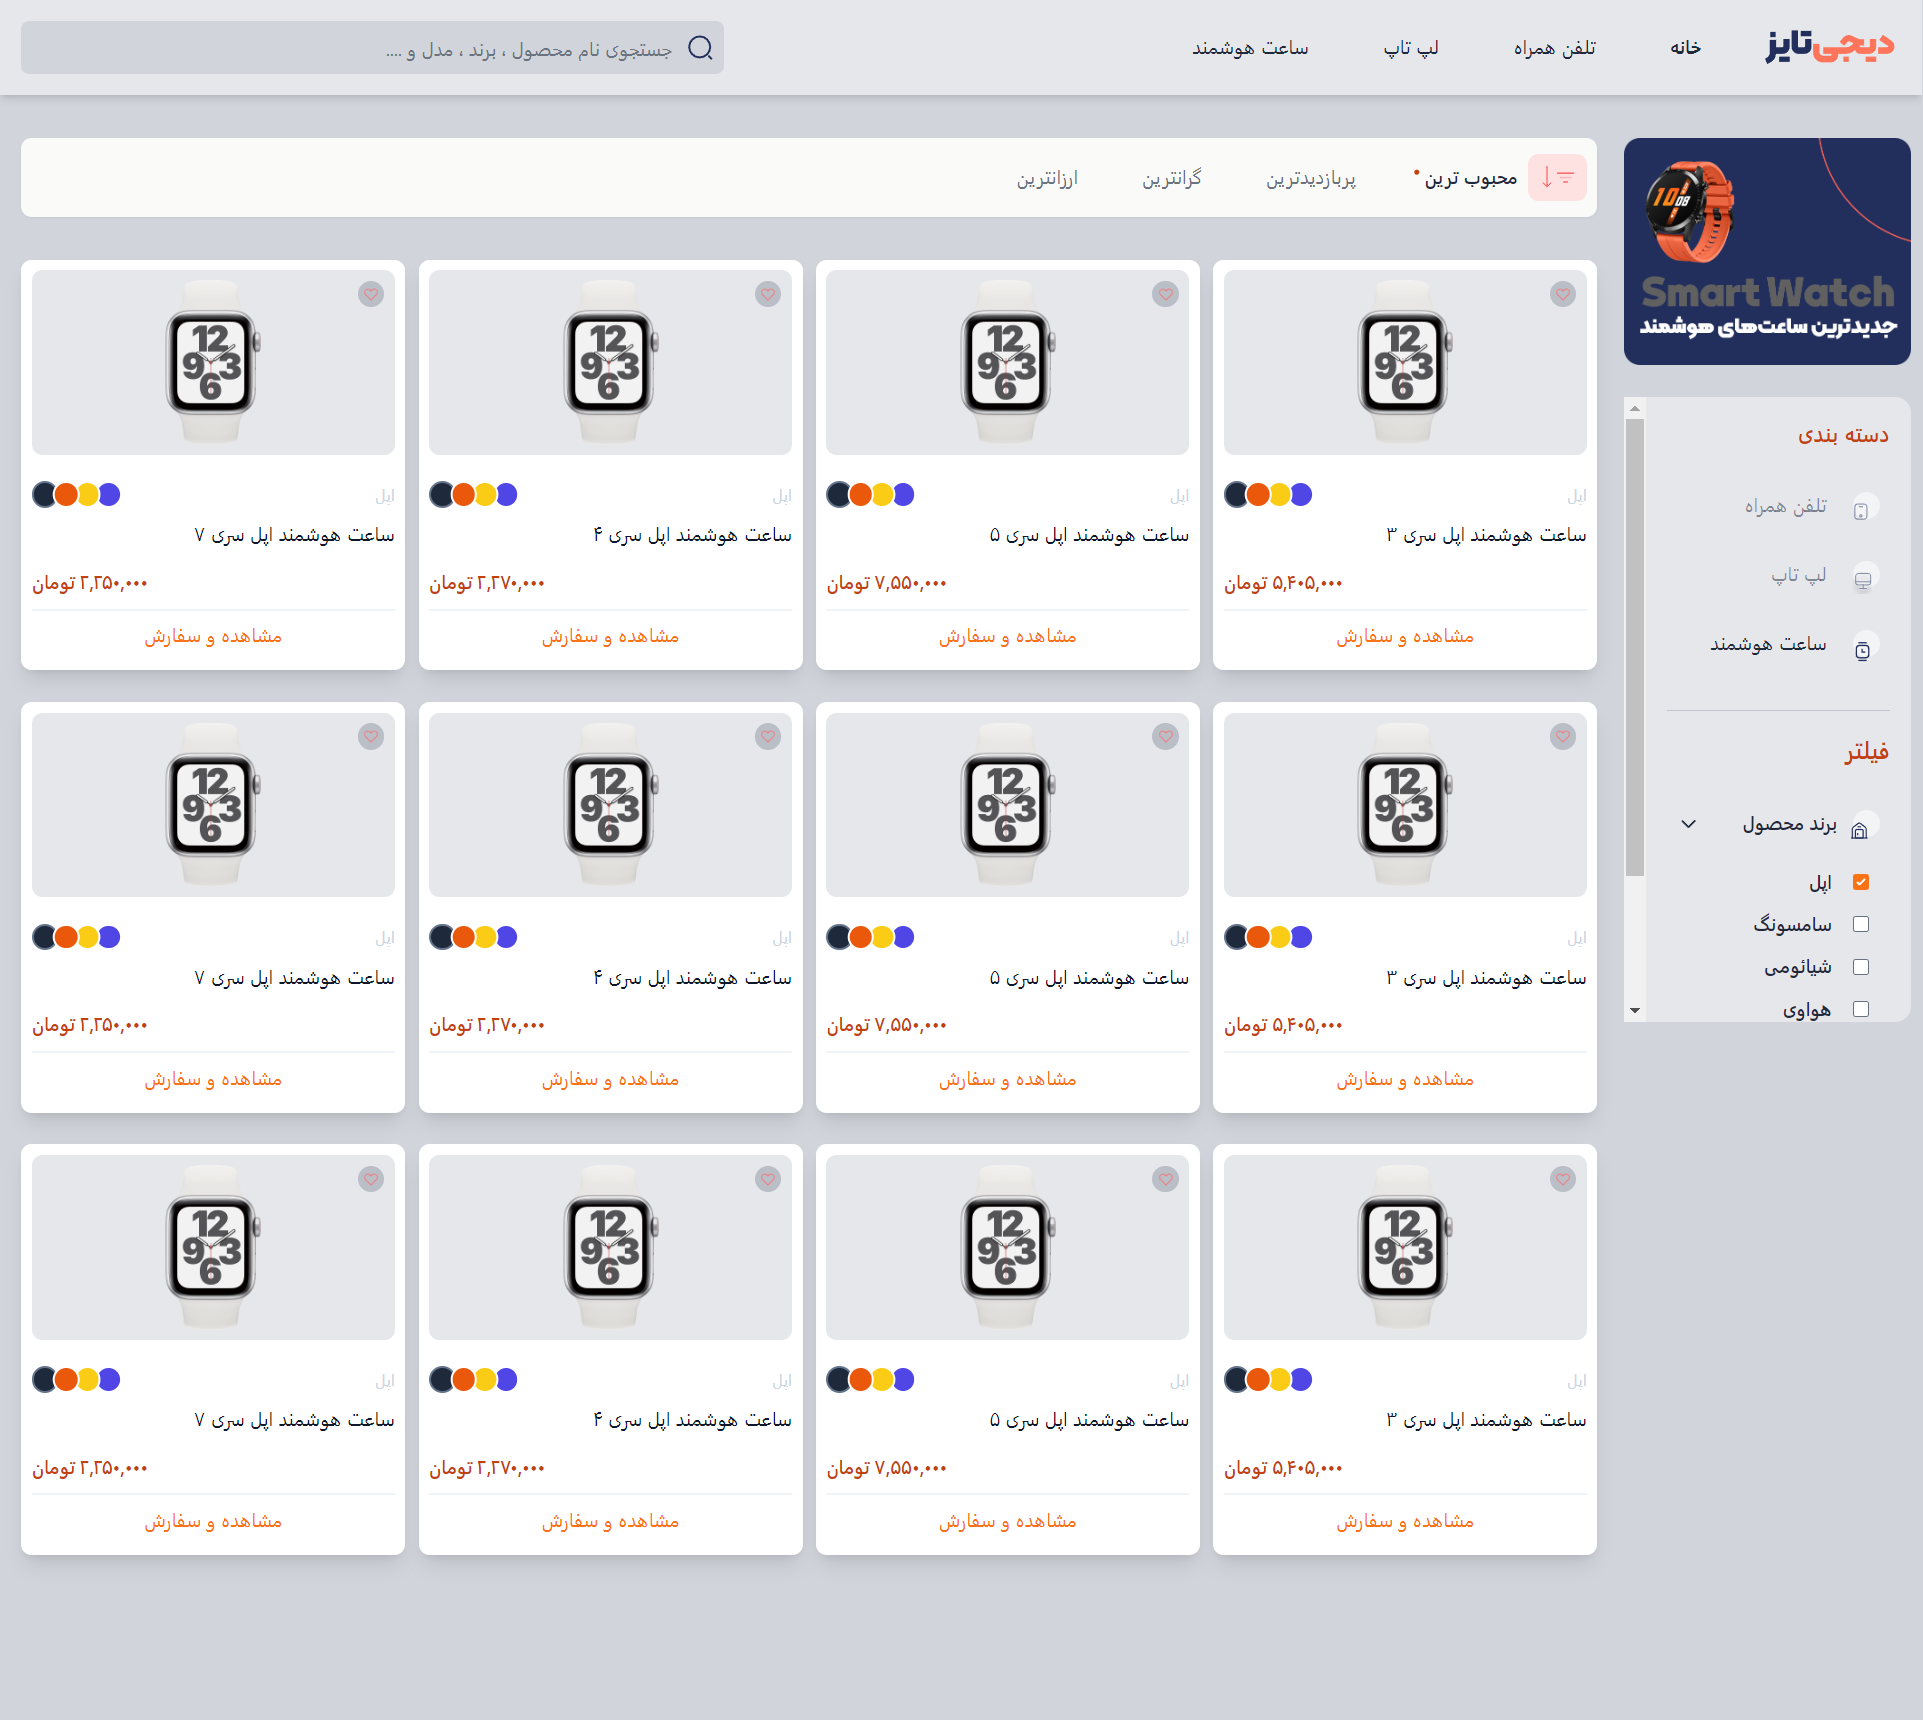 دیجی‌تایز
خانه
تلفن همراه
لپ تاپ
ساعت هوشمند
جستجوی نام محصول ، برند ، مدل و ....
10:08
Smart Watch
جدیدترین ساعت‌های هوشمند
دسته بندی
تلفن همراه
لپ تاپ
ساعت هوشمند
فیلتر
برند محصول
اپل
سامسونگ
شیائومی
هواوی
محبوب ترین
پربازدیدترین
گرانترین
ارزانترین
12
9 3
6
اپل
ساعت هوشمند اپل سری ۳
۵,۴۰۵,۰۰۰ تومان
مشاهده و سفارش
12
9 3
6
اپل
ساعت هوشمند اپل سری ۵
۷,۵۵۰,۰۰۰ تومان
مشاهده و سفارش
12
9 3
6
اپل
ساعت هوشمند اپل سری ۴
۲,۲۷۰,۰۰۰ تومان
مشاهده و سفارش
12
9 3
6
اپل
ساعت هوشمند اپل سری ۷
۲,۲۵۰,۰۰۰ تومان
مشاهده و سفارش
12
9 3
6
اپل
ساعت هوشمند اپل سری ۳
۵,۴۰۵,۰۰۰ تومان
مشاهده و سفارش
12
9 3
6
اپل
ساعت هوشمند اپل سری ۵
۷,۵۵۰,۰۰۰ تومان
مشاهده و سفارش
12
9 3
6
اپل
ساعت هوشمند اپل سری ۴
۲,۲۷۰,۰۰۰ تومان
مشاهده و سفارش
12
9 3
6
اپل
ساعت هوشمند اپل سری ۷
۲,۲۵۰,۰۰۰ تومان
مشاهده و سفارش
12
9 3
6
اپل
ساعت هوشمند اپل سری ۳
۵,۴۰۵,۰۰۰ تومان
مشاهده و سفارش
12
9 3
6
اپل
ساعت هوشمند اپل سری ۵
۷,۵۵۰,۰۰۰ تومان
مشاهده و سفارش
12
9 3
6
اپل
ساعت هوشمند اپل سری ۴
۲,۲۷۰,۰۰۰ تومان
مشاهده و سفارش
12
9 3
6
اپل
ساعت هوشمند اپل سری ۷
۲,۲۵۰,۰۰۰ تومان
مشاهده و سفارش